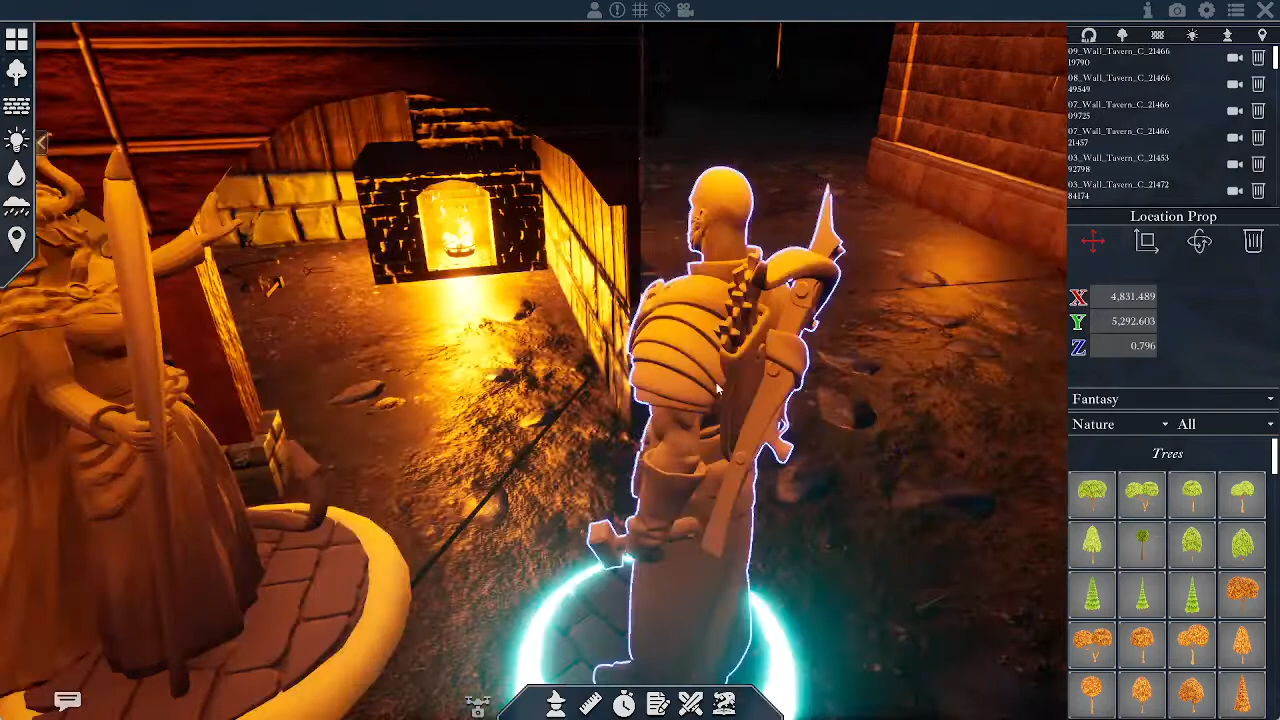 09_Wall_Tavern_C_21466
19790
08_Wall_Tavern_C_21466
49549
07_Wall_Tavern_C_21466
09725
07_Wall_Tavern_C_21466
21457
03_Wall_Tavern_C_21453
92798
03_Wall_Tavern_C_21472
84174
Location Prop
X 4,831.489
Y 5,292.603
Z 0.796
Fantasy
Nature All
Trees